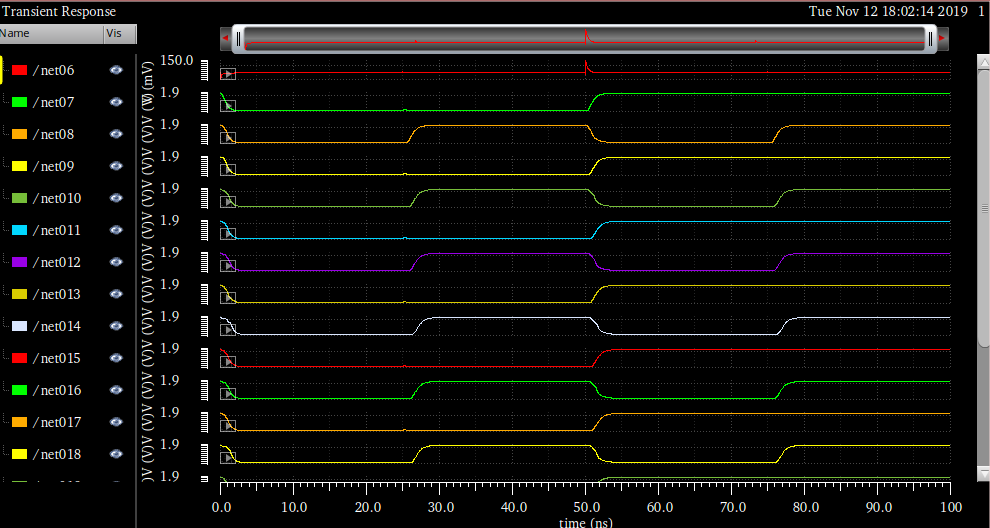 Transient Response
Tue Nov 12 18:02:14 2019 1
Name Vis
/net06
/net07
/net08
/net09
/net010
/net011
/net012
/net013
/net014
/net015
/net016
/net017
/net018
150.0
1.9
1.9
1.9
1.9
1.9
1.9
1.9
1.9
1.9
1.9
1.9
1.9
1.9
V (mV)
0.0 10.0 20.0 30.0 40.0 50.0 60.0 70.0 80.0 90.0 100
time (ns)